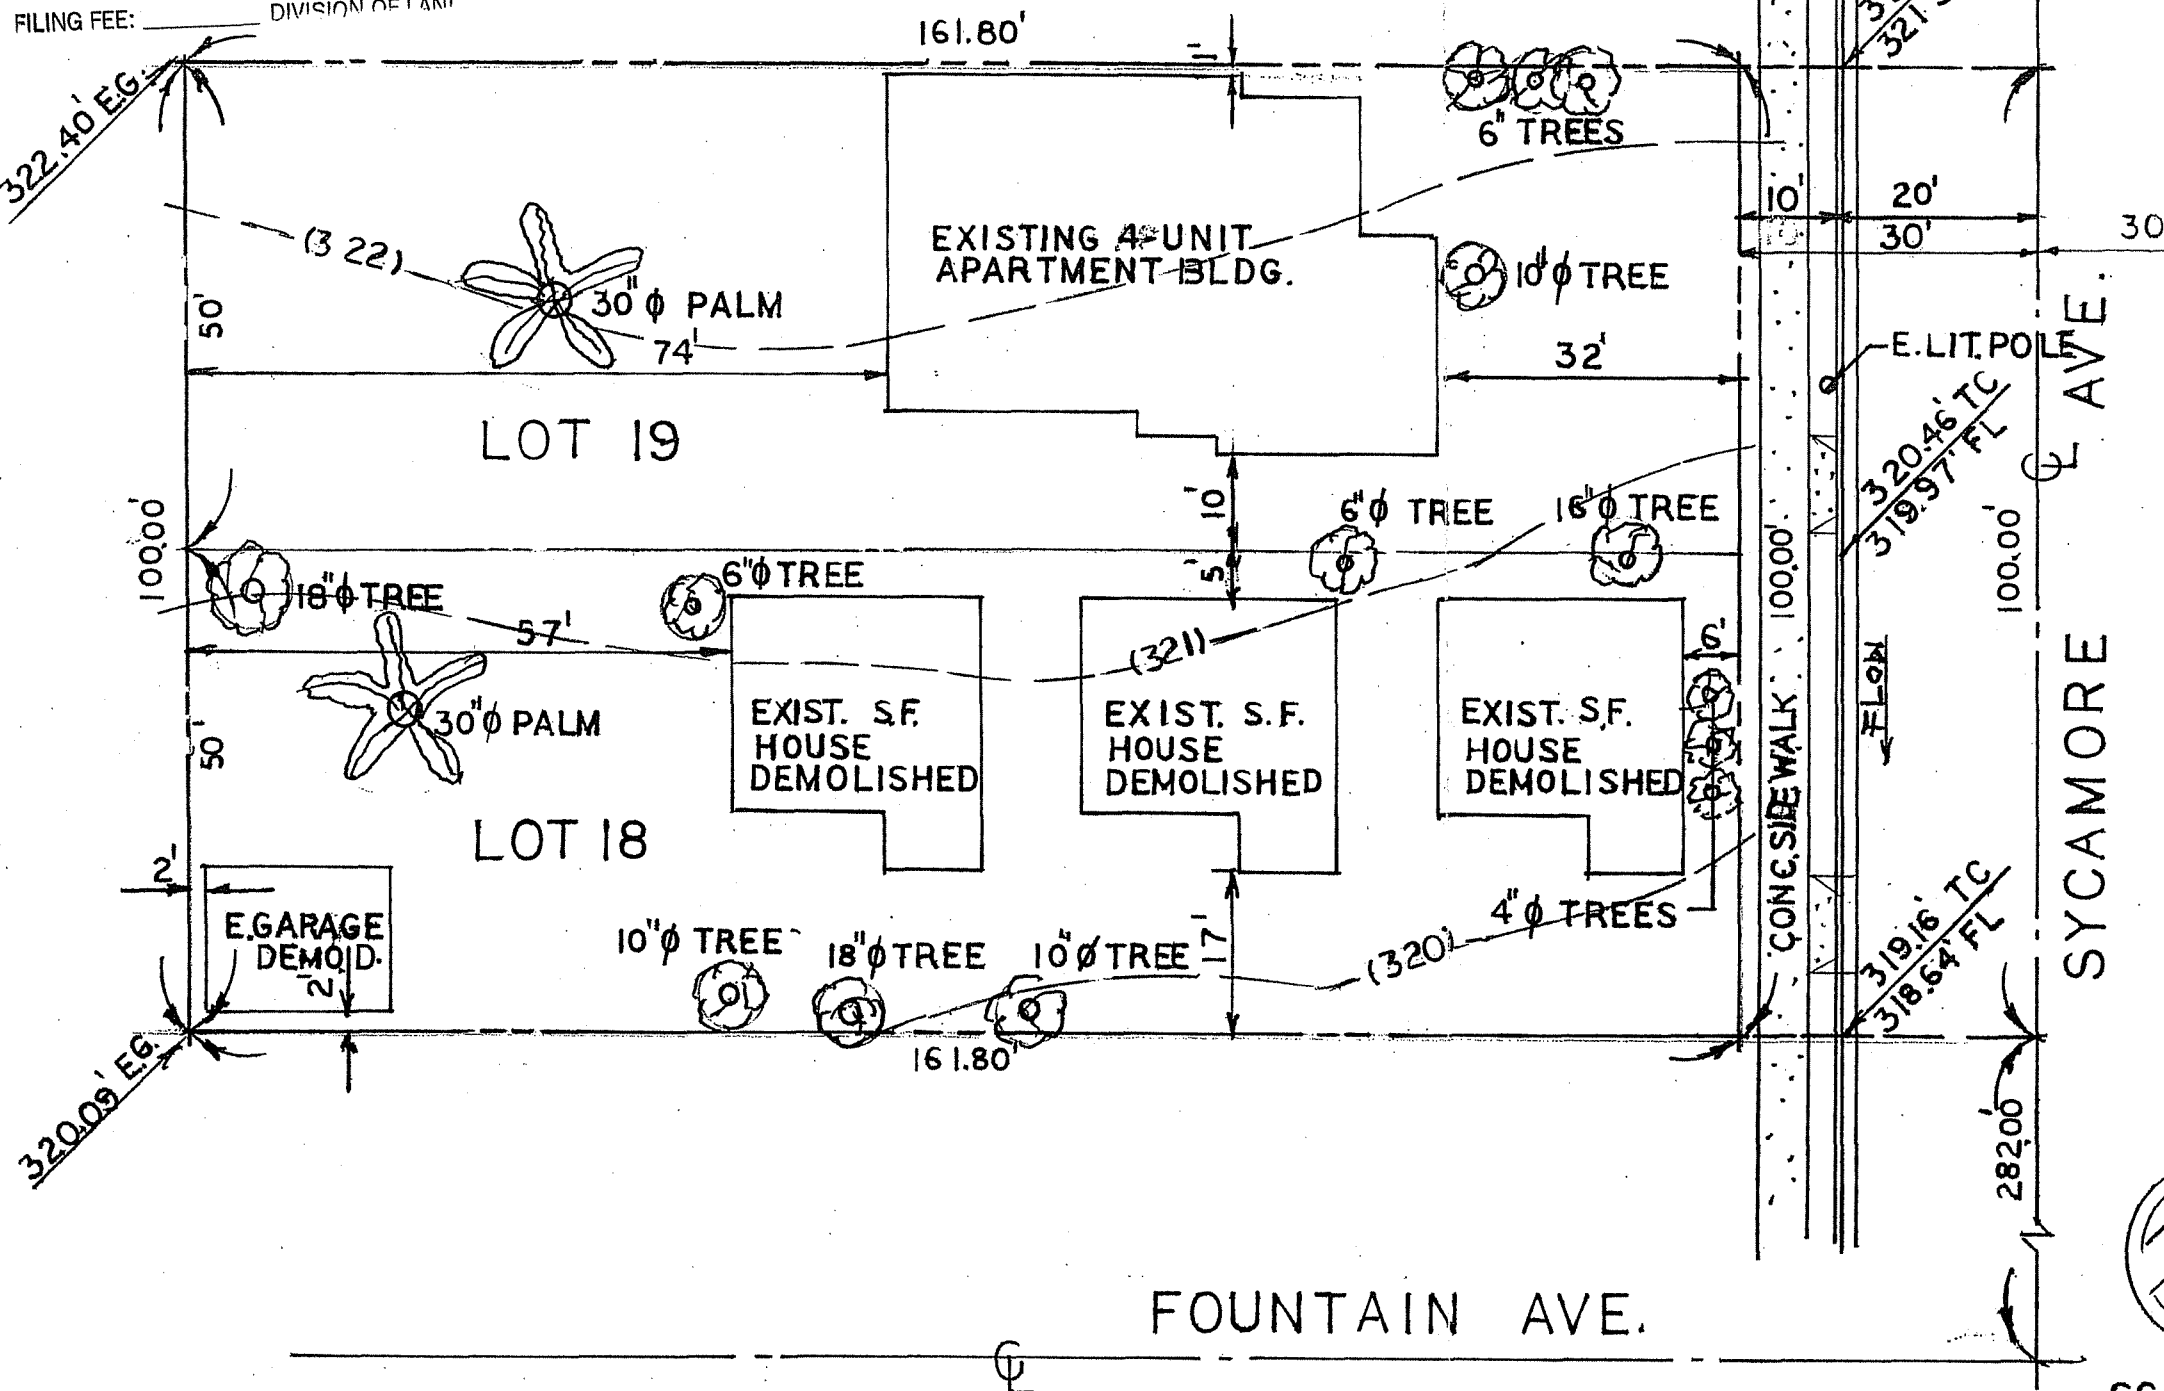 FILING FEE:
161.80'
1'
322.40' E.G.
6" TREES
10'
20'
30'
30
(322)
EXISTING 4-UNIT
APARTMENT BLDG.
10"φ TREE
30"φ PALM
50'
74'
32'
E.LIT.POLE
AVE.
LOT 19
320.46' TC
319.97' FL
℄
10'
6"φ TREE
TREE
100.00'
100.00'
100.00'
5'
6"φ TREE
18"φ TREE
57'
(321)
6'
FLOW
SYCAMORE
30"φ PALM
50'
EXIST. S.F.
HOUSE
DEMOLISHED
EXIST. S.F.
HOUSE
DEMOLISHED
EXIST. S.F.
HOUSE
DEMOLISHED
CONC. SIDEWALK
LOT 18
2'
E.GARAGE
DEMO'D.
2'
10"φ TREE
18"φ TREE
10"φ TREE
17'
4"φ TREES
(320)
319.16' TC
318.64' FL
161.80'
320.09' E.G.
282.00'
FOUNTAIN AVE.
℄